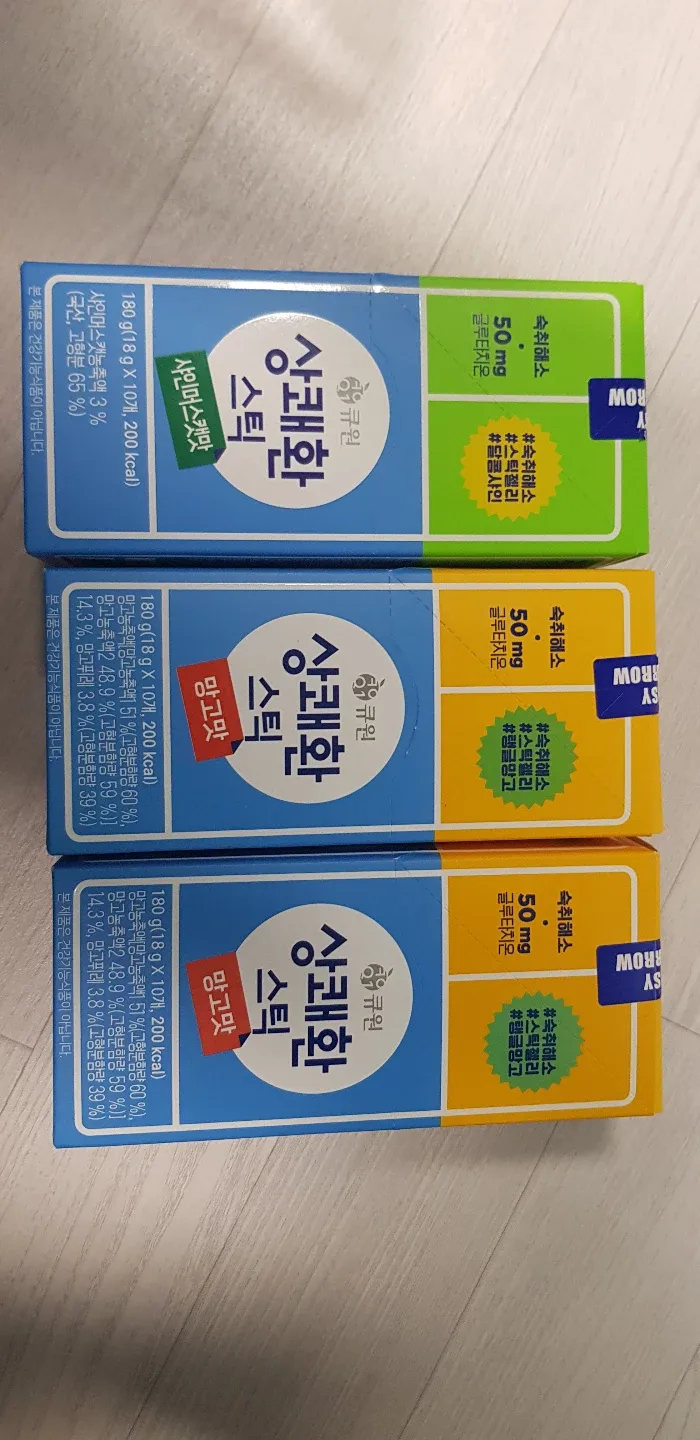 숙취해소
50 mg
글루타치온
#숙취해소
#스틱젤리
#달콤샤인
SY
RROW
큐원
상쾌환
스틱
샤인머스캣맛
180 g(18 g X 10개, 200 kcal)
샤인머스캣농축액 3 %
(국산, 고형분 65 %)
본 제품은 건강기능식품이 아닙니다.
숙취해소
50 mg
글루타치온
#숙취해소
#스틱젤리
#탱글망고
SY
RROW
큐원
상쾌환
스틱
망고맛
180 g(18 g X 10개, 200 kcal)
망고농축액[망고농축액1 51 %(고형분함량 60 %),
망고농축액2 48.9 %(고형분함량 59 %)]
14.3 %, 망고퓨레 3.8 %(고형분함량 39 %)
본 제품은 건강기능식품이 아닙니다.
숙취해소
50 mg
글루타치온
#숙취해소
#스틱젤리
#탱글망고
SY
RROW
큐원
상쾌환
스틱
망고맛
180 g(18 g X 10개, 200 kcal)
망고농축액[망고농축액1 51 %(고형분함량 60 %),
망고농축액2 48.9 %(고형분함량 59 %)]
14.3 %, 망고퓨레 3.8 %(고형분함량 39 %)
본 제품은 건강기능식품이 아닙니다.